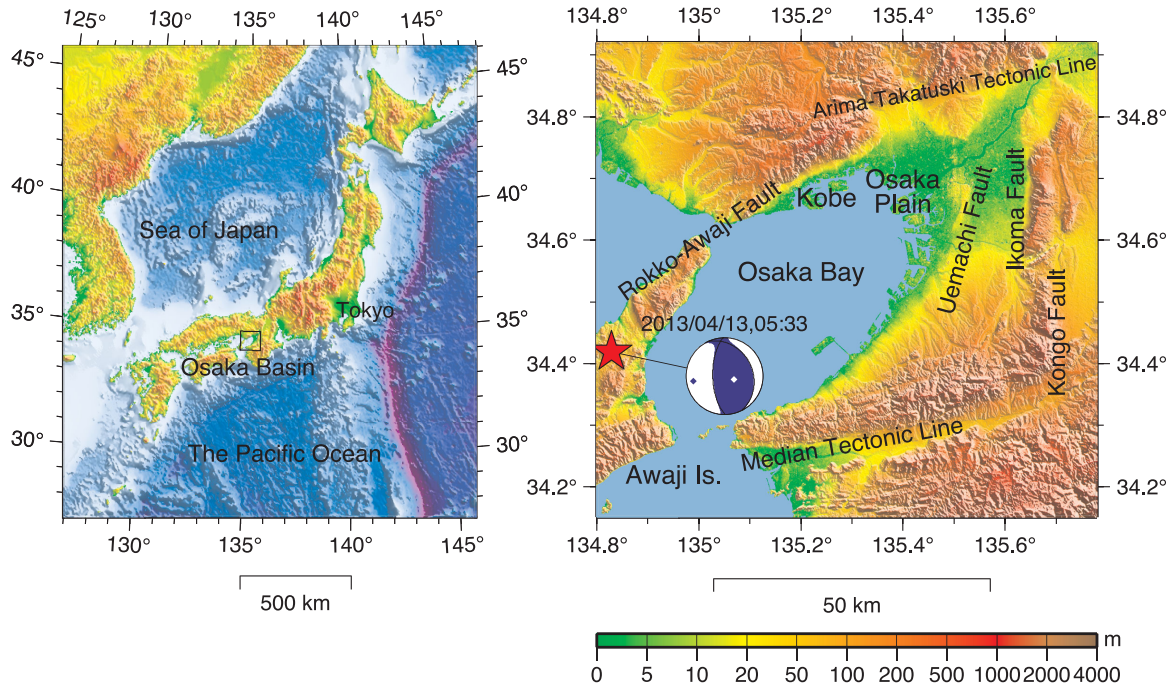 125° 130° 135° 140° 145°
45°
40°
35°
30°
45°
40°
35°
30°
130° 135° 140° 145°
Sea of Japan
Tokyo
Osaka Basin
The Pacific Ocean
500 km
134.8° 135° 135.2° 135.4° 135.6°
34.8°
34.6°
34.4°
34.2°
34.8°
34.6°
34.4°
34.2°
134.8° 135° 135.2° 135.4° 135.6°
Arima-Takatuski Tectonic Line
Osaka
Plain
Kobe
Rokko-Awaji Fault
Uemachi Fault
Ikoma Fault
Osaka Bay
Kongo Fault
2013/04/13,05:33
Median Tectonic Line
Awaji Is.
50 km
m
0 5 10 20 50 100 200 500 1000 2000 4000